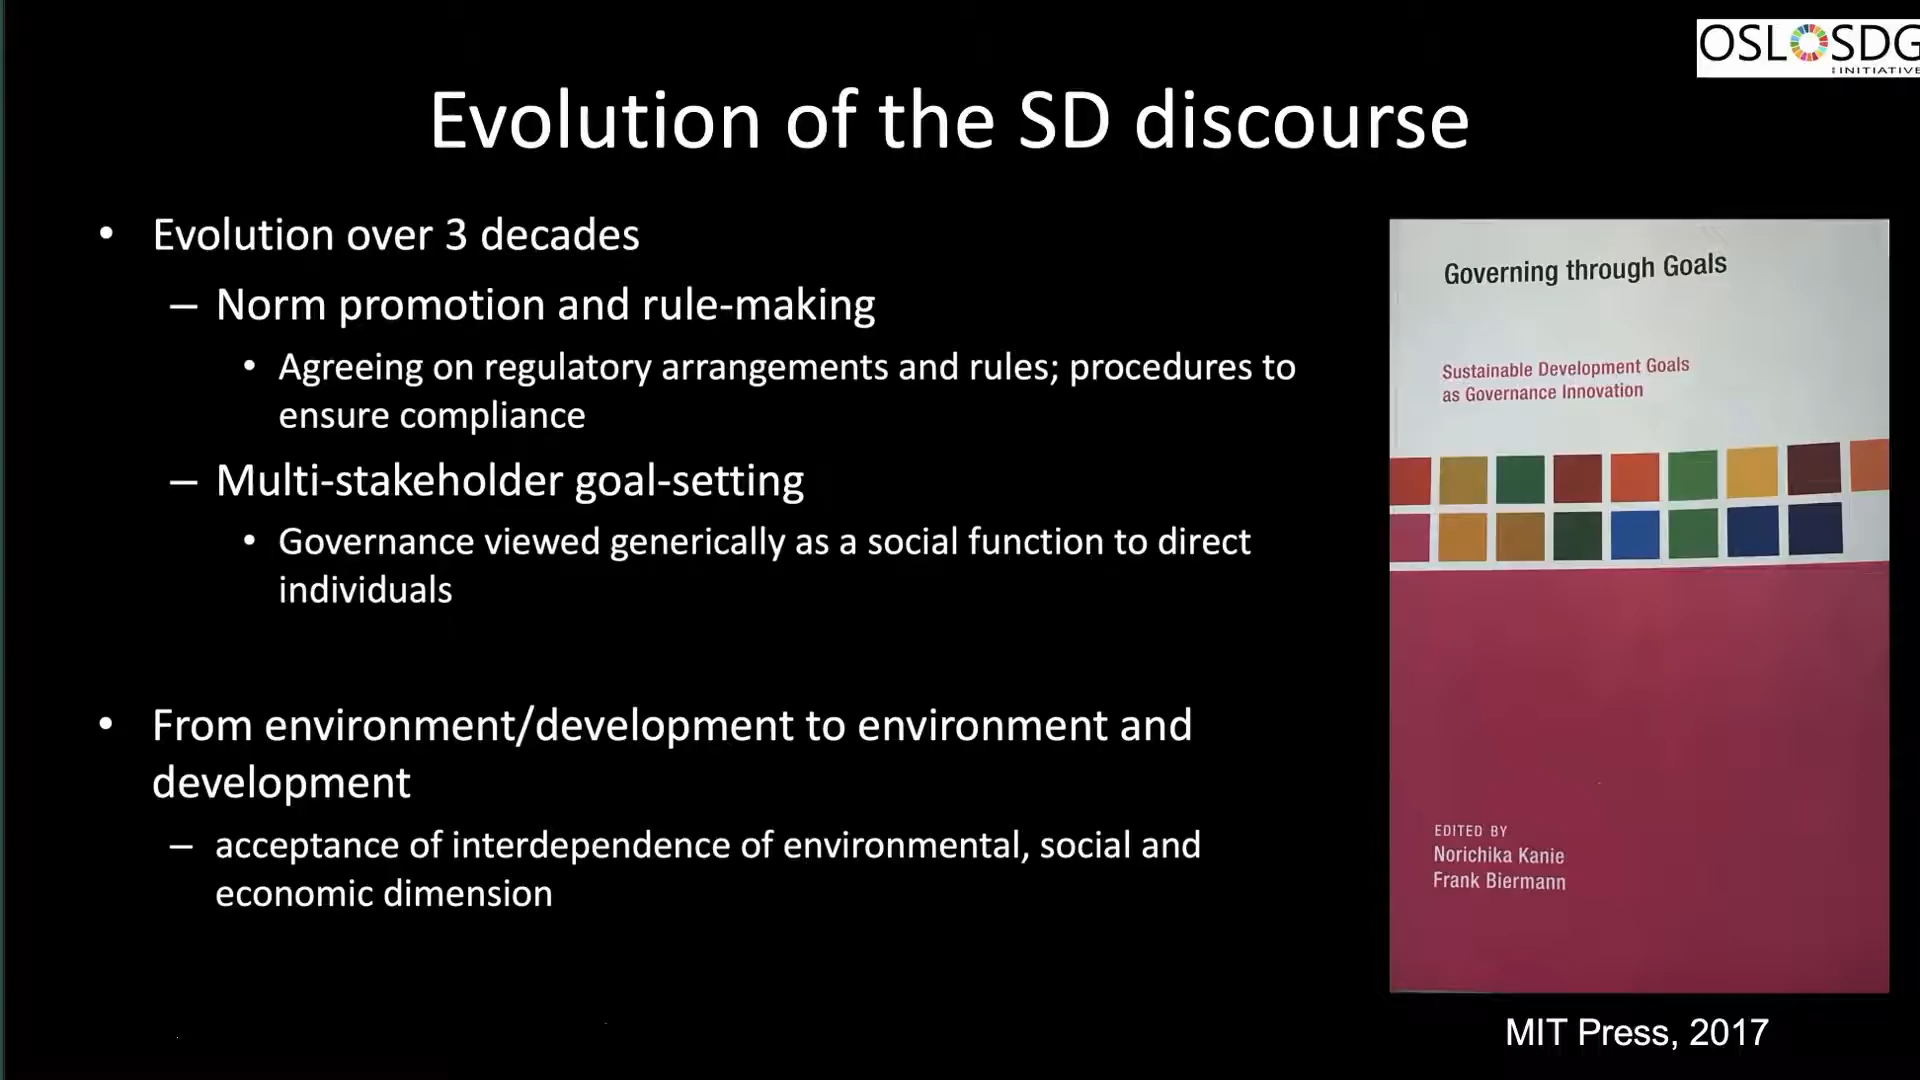 OSLOSDG
:INITIATIVE
Evolution of the SD discourse
• Evolution over 3 decades
– Norm promotion and rule-making
• Agreeing on regulatory arrangements and rules; procedures to
ensure compliance
– Multi-stakeholder goal-setting
• Governance viewed generically as a social function to direct
individuals
• From environment/development to environment and
development
– acceptance of interdependence of environmental, social and
economic dimension
Governing through Goals
Sustainable Development Goals
as Governance Innovation
EDITED BY
Norichika Kanie
Frank Biermann
MIT Press, 2017